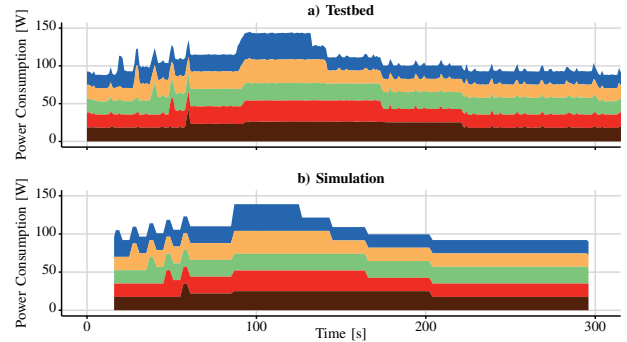 a) Testbed
Power Consumption [W]
150
100
50
0
b) Simulation
Power Consumption [W]
150
100
50
0
0 100 200 300
Time [s]